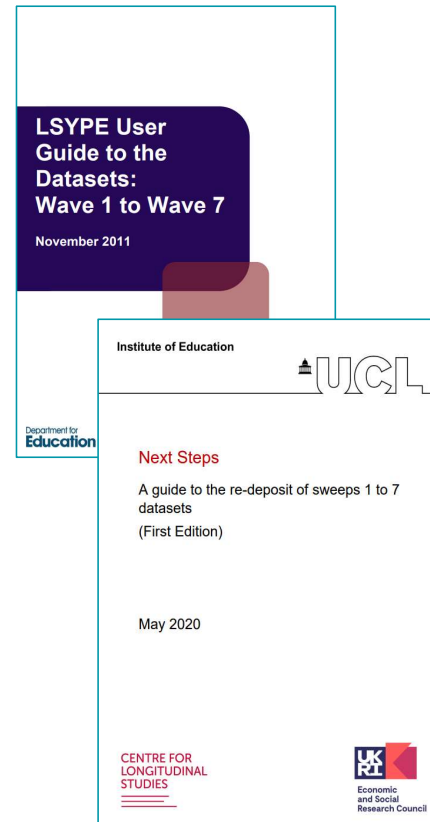 LSYPE User
Guide to the
Datasets:
Wave 1 to Wave 7
November 2011
Department for
Education
Institute of Education
UCL
Next Steps
A guide to the re-deposit of sweeps 1 to 7
datasets
(First Edition)
May 2020
CENTRE FOR
LONGITUDINAL
STUDIES
UK
RI
Economic
and Social
Research Council